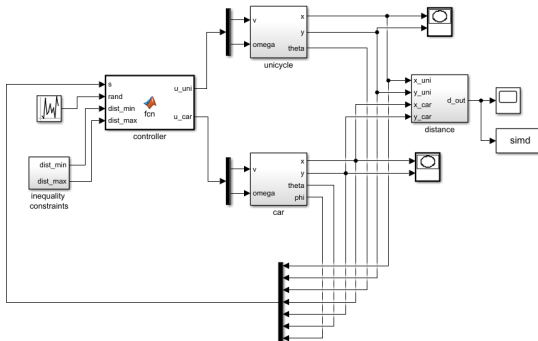 v
omega
x
y
theta
unicycle
s
rand
dist_min
dist_max
fcn
u_uni
u_car
controller
x_uni
y_uni
x_car
y_car
d_out
distance
simd
dist_min
dist_max
inequality
constraints
v
omega
x
y
theta
phi
car